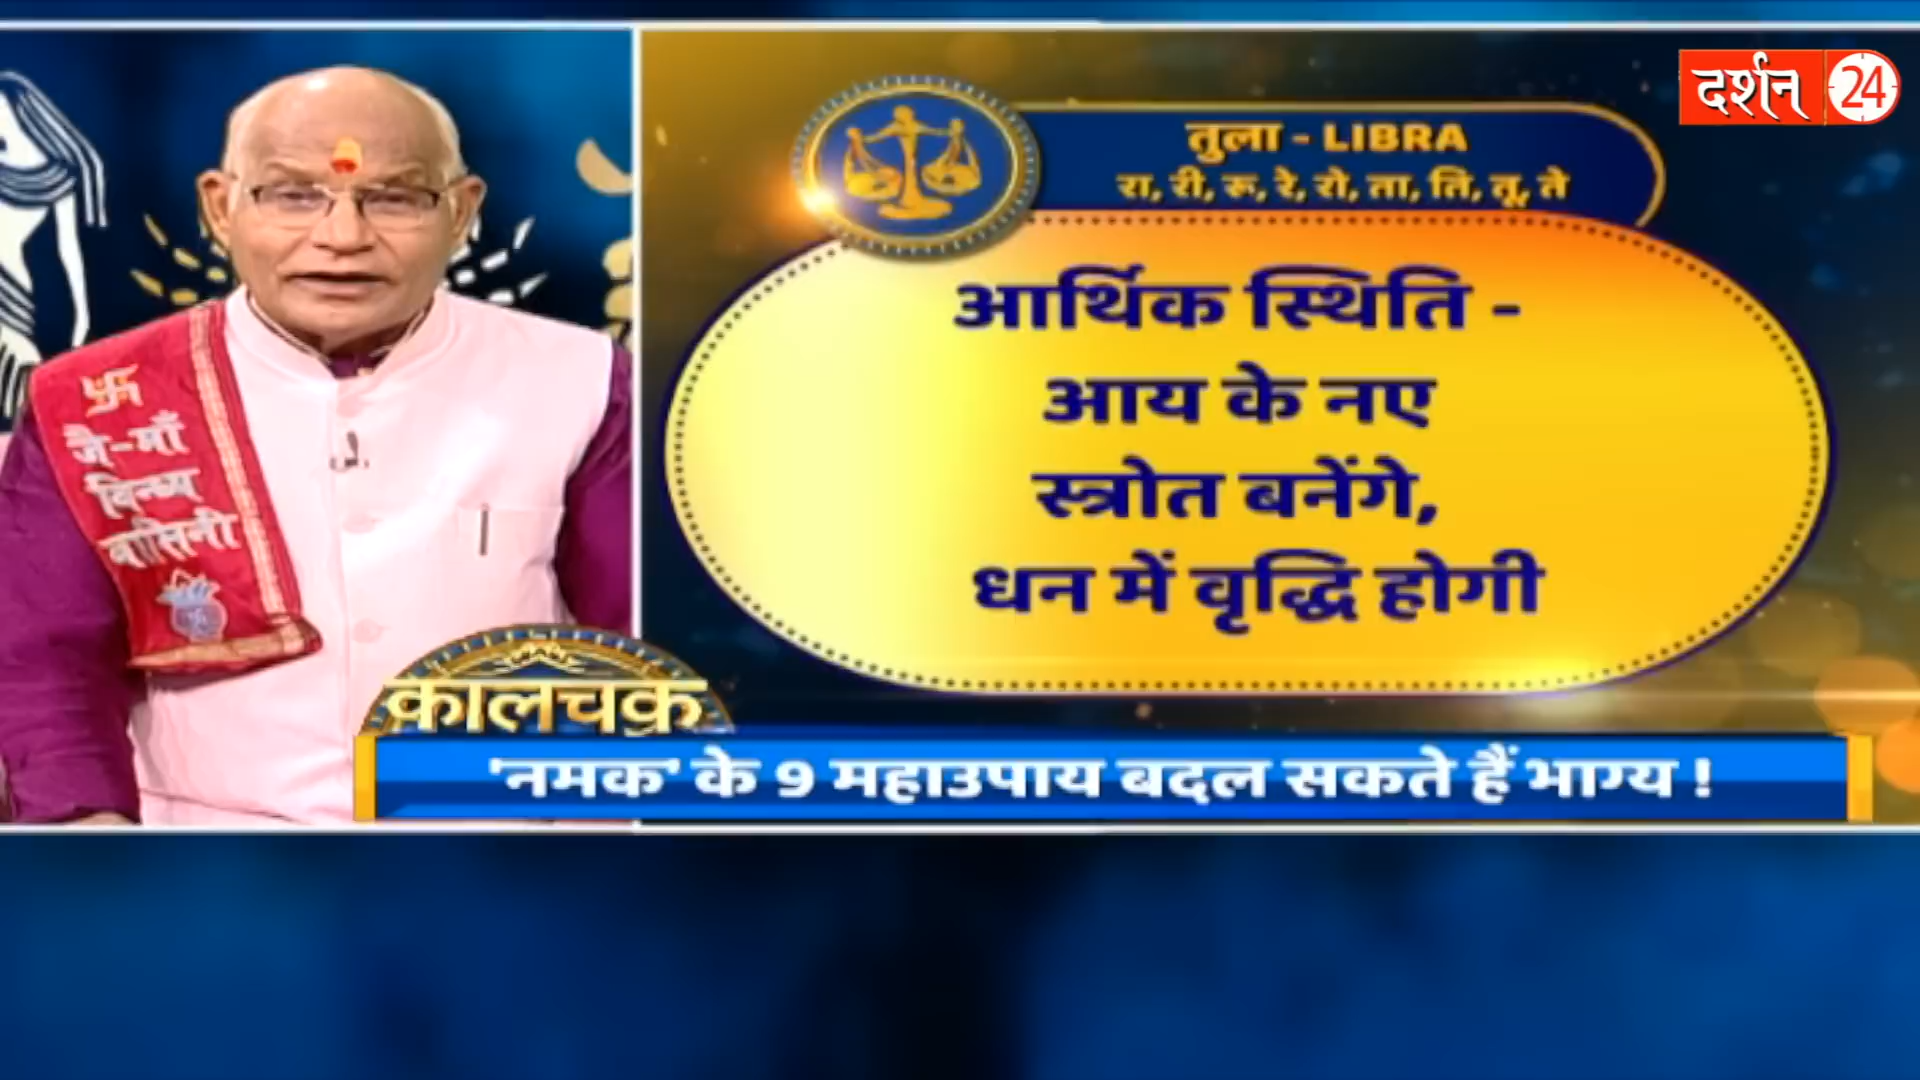 दर्शन 24
तुला - LIBRA
रा, री, रू, रे, रो, ता, ति, तू, ते
आर्थिक स्थिति -
आय के नए
स्त्रोत बनेंगे,
धन में वृद्धि होगी
जै-माँ
विन्ध्य
वासिनी
कालचक्र
'नमक' के 9 महाउपाय बदल सकते हैं भाग्य !